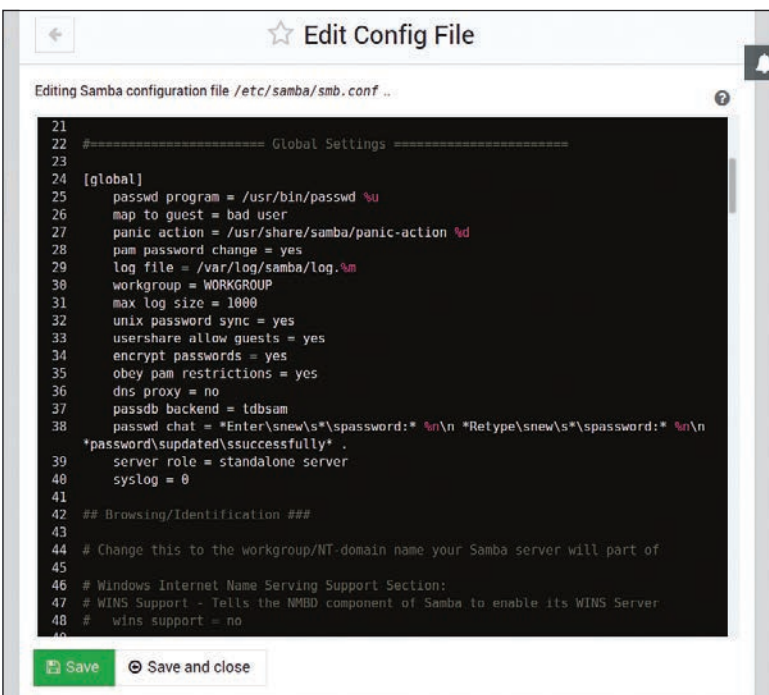 Edit Config File
Editing Samba configuration file /etc/samba/smb.conf ..
21
22 #======================= Global Settings =======================
23
24 [global]
25 passwd program = /usr/bin/passwd %u
26 map to guest = bad user
27 panic action = /usr/share/samba/panic-action %d
28 pam password change = yes
29 log file = /var/log/samba/log.%m
30 workgroup = WORKGROUP
31 max log size = 1000
32 unix password sync = yes
33 usershare allow guests = yes
34 encrypt passwords = yes
35 obey pam restrictions = yes
36 dns proxy = no
37 passdb backend = tdbsam
38 passwd chat = *Enter\snew\s*\spassword:* %n\n *Retype\snew\s*\spassword:* %n\n
*password\supdated\ssuccessfully* .
39 server role = standalone server
40 syslog = 0
41
42 ## Browsing/Identification ###
43
44 # Change this to the workgroup/NT-domain name your Samba server will part of
45
46 # Windows Internet Name Serving Support Section:
47 # WINS Support - Tells the NMBD component of Samba to enable its WINS Server
48 # wins support = no
Save
Save and close